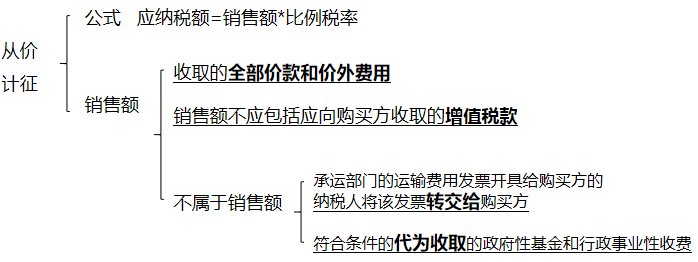 从价
计征
公式 应纳税额=销售额*比例税率
销售额
收取的全部价款和价外费用
销售额不应包括应向购买方收取的增值税款
不属于销售额
承运部门的运输费用发票开具给购买方的
纳税人将该发票转交给购买方
符合条件的代为收取的政府性基金和行政事业性收费